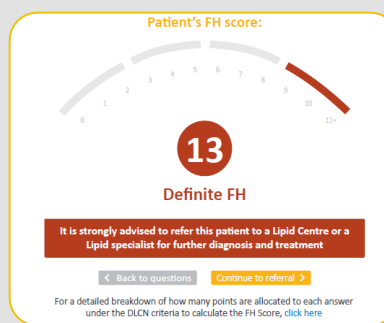 Patient's FH score:
0
1
2
3
4
5
6
7
8
9
10
11+
13
Definite FH
It is strongly advised to refer this patient to a Lipid Centre or a
Lipid specialist for further diagnosis and treatment
Back to questions
Continue to referral
For a detailed breakdown of how many points are allocated to each answer
under the DLCN criteria to calculate the FH Score, click here